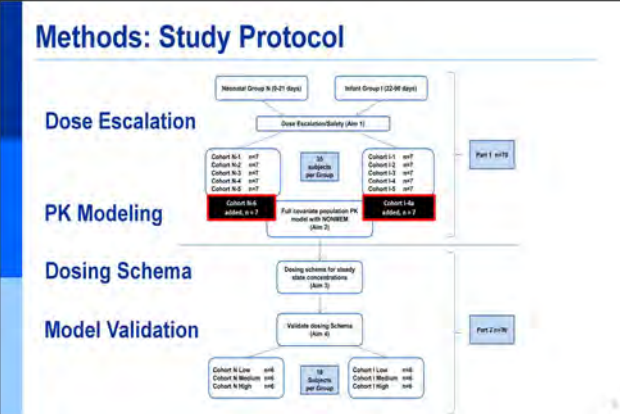 Methods: Study Protocol
Neonatal Group N (0-21 days)
Infant Group I (22-90 days)
Dose Escalation
Dose Escalation/Safety (Aim 1)
Cohort N-1 n=7
Cohort N-2 n=7
Cohort N-3 n=7
Cohort N-4 n=7
Cohort N-5 n=7
35
subjects
per Group
Cohort I-1 n=7
Cohort I-2 n=7
Cohort I-3 n=7
Cohort I-4 n=7
Cohort I-5 n=7
Part 1 n=70
Cohort N-6
added, n = 7
Cohort I-4a
added, n = 7
PK Modeling
Full covariate population PK
model with NONMEM
(Aim 2)
Dosing Schema
Dosing schema for steady
state concentrations
(Aim 3)
Model Validation
Validate dosing Schema
(Aim 4)
Part 2 n=36
Cohort N Low n=6
Cohort N Medium n=6
Cohort N High n=6
18
Subjects
per Group
Cohort I Low n=6
Cohort I Medium n=6
Cohort I High n=6